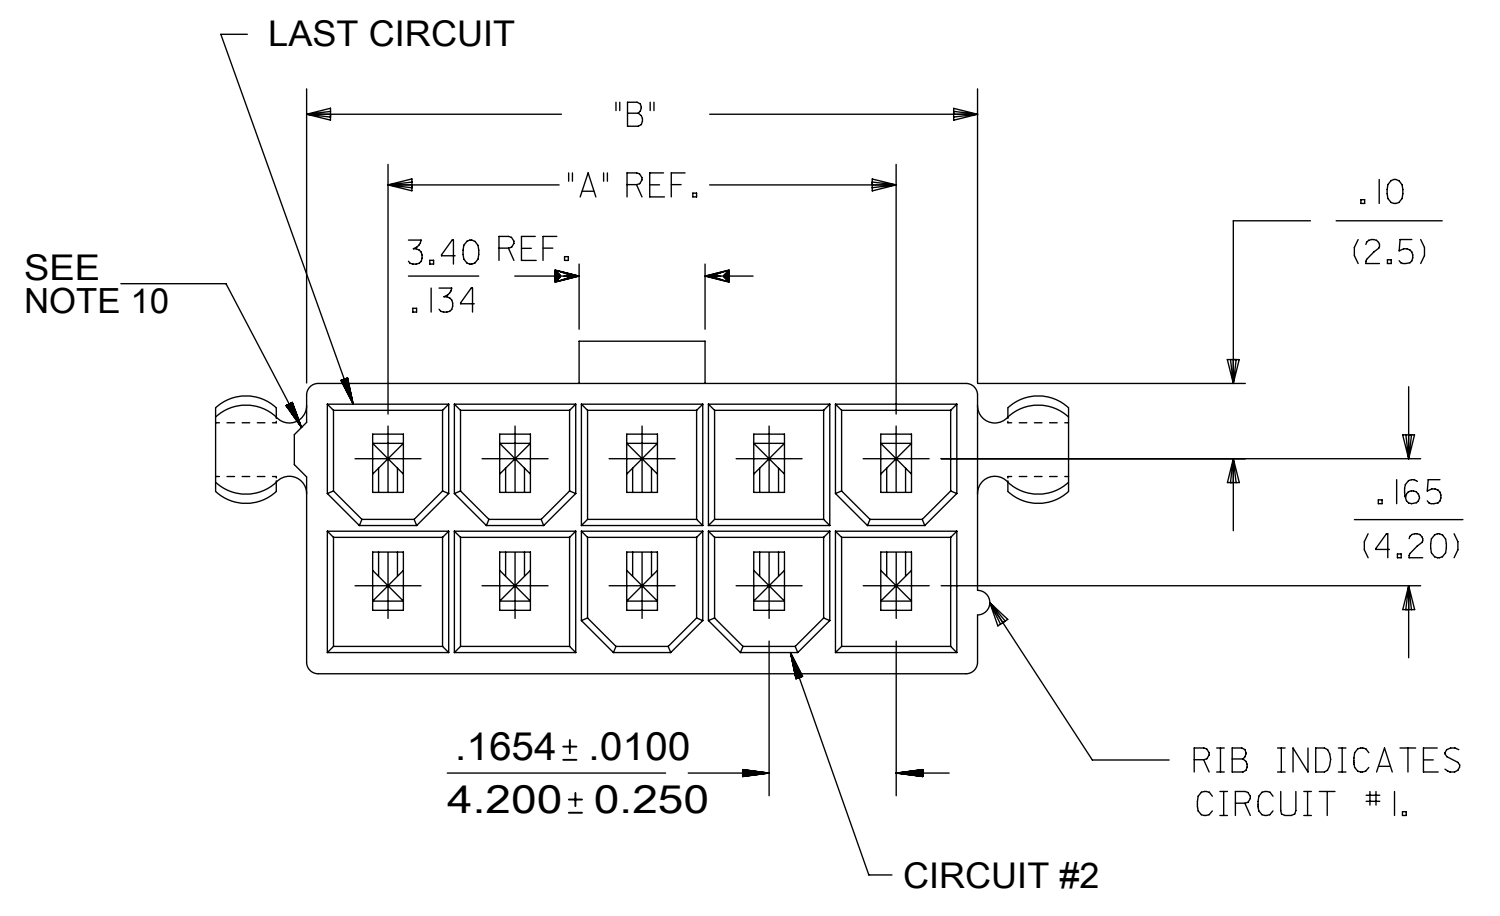 LAST CIRCUIT
"B"
"A" REF.
.10
(2.5)
3.40 REF.
.134
SEE
NOTE 10
.165
(4.20)
.1654 ± .0100
4.200 ± 0.250
RIB INDICATES
CIRCUIT #1.
CIRCUIT #2